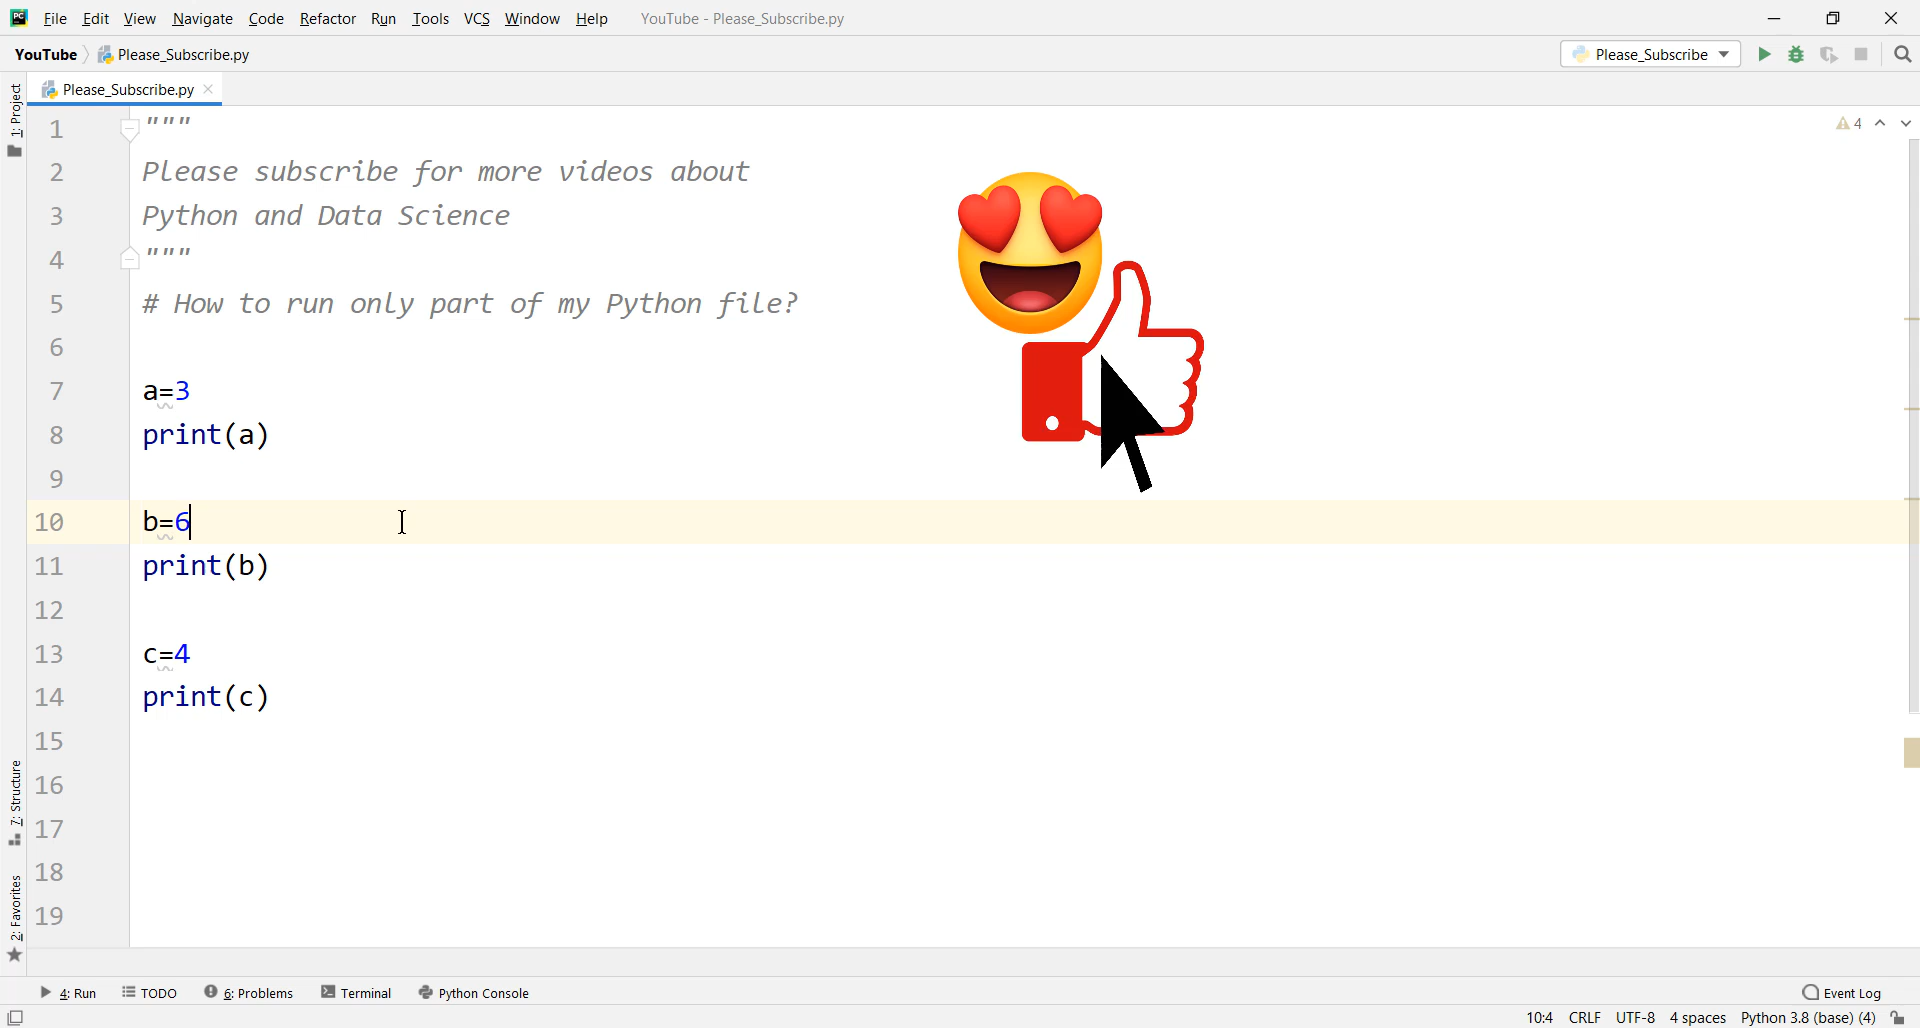 PC File Edit View Navigate Code Refactor Run Tools VCS Window Help YouTube - Please_Subscribe.py
YouTube Please_Subscribe.py Please_Subscribe
1: Project
Please_Subscribe.py
4
1 """
2 Please subscribe for more videos about
3 Python and Data Science
4 """
5 # How to run only part of my Python file?
6
7 a=3
8 print(a)
9
10 b=6
11 print(b)
12
13 c=4
14 print(c)
15
16
17
18
19
7: Structure
2: Favorites
4: Run TODO 6: Problems Terminal Python Console Event Log
10:4 CRLF UTF-8 4 spaces Python 3.8 (base) (4)